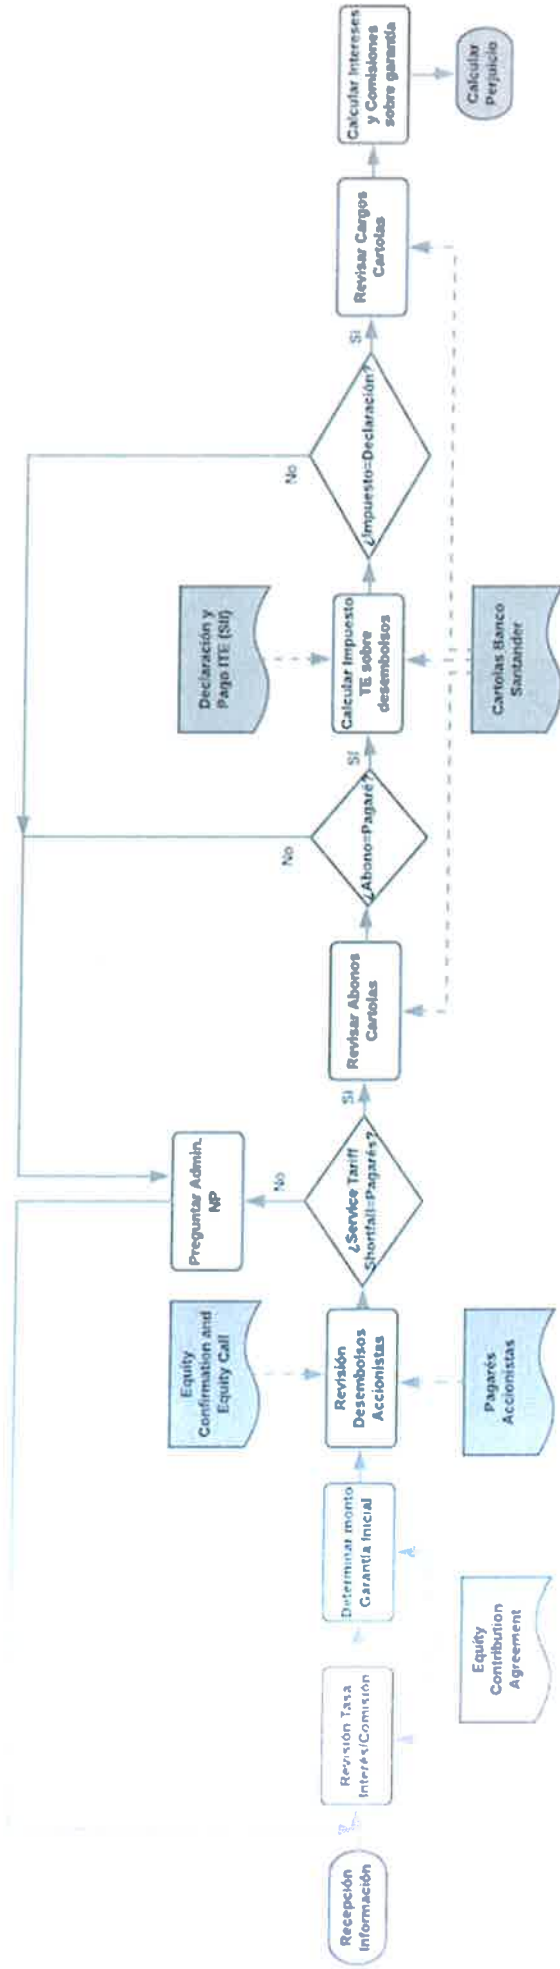 Recepción
Información
Revisión Tasa
Interés/Comisión
Equity
Contribution
Agreement
Determinar monto
Garantía Inicial
Equity
Confirmation and
Equity Call
Revisión
Desembolsos
Accionistas
Pagarés
Accionistas
Preguntar Admin.
NP
No
¿Service Tariff
Shortfall=Pagarés?
Si
Revisar Abonos
Cartolas
No
¿Abono=Pagaré?
Si
Declaración y
Pago ITE (SII)
Calcular Impuesto
TE sobre
desembolsos
Cartolas Banco
Santander
No
¿Impuesto=Declaración?
Si
Revisar Cargos
Cartolas
Calcular Intereses
y Comisiones
sobre garantía
Calcular
Perjuicio